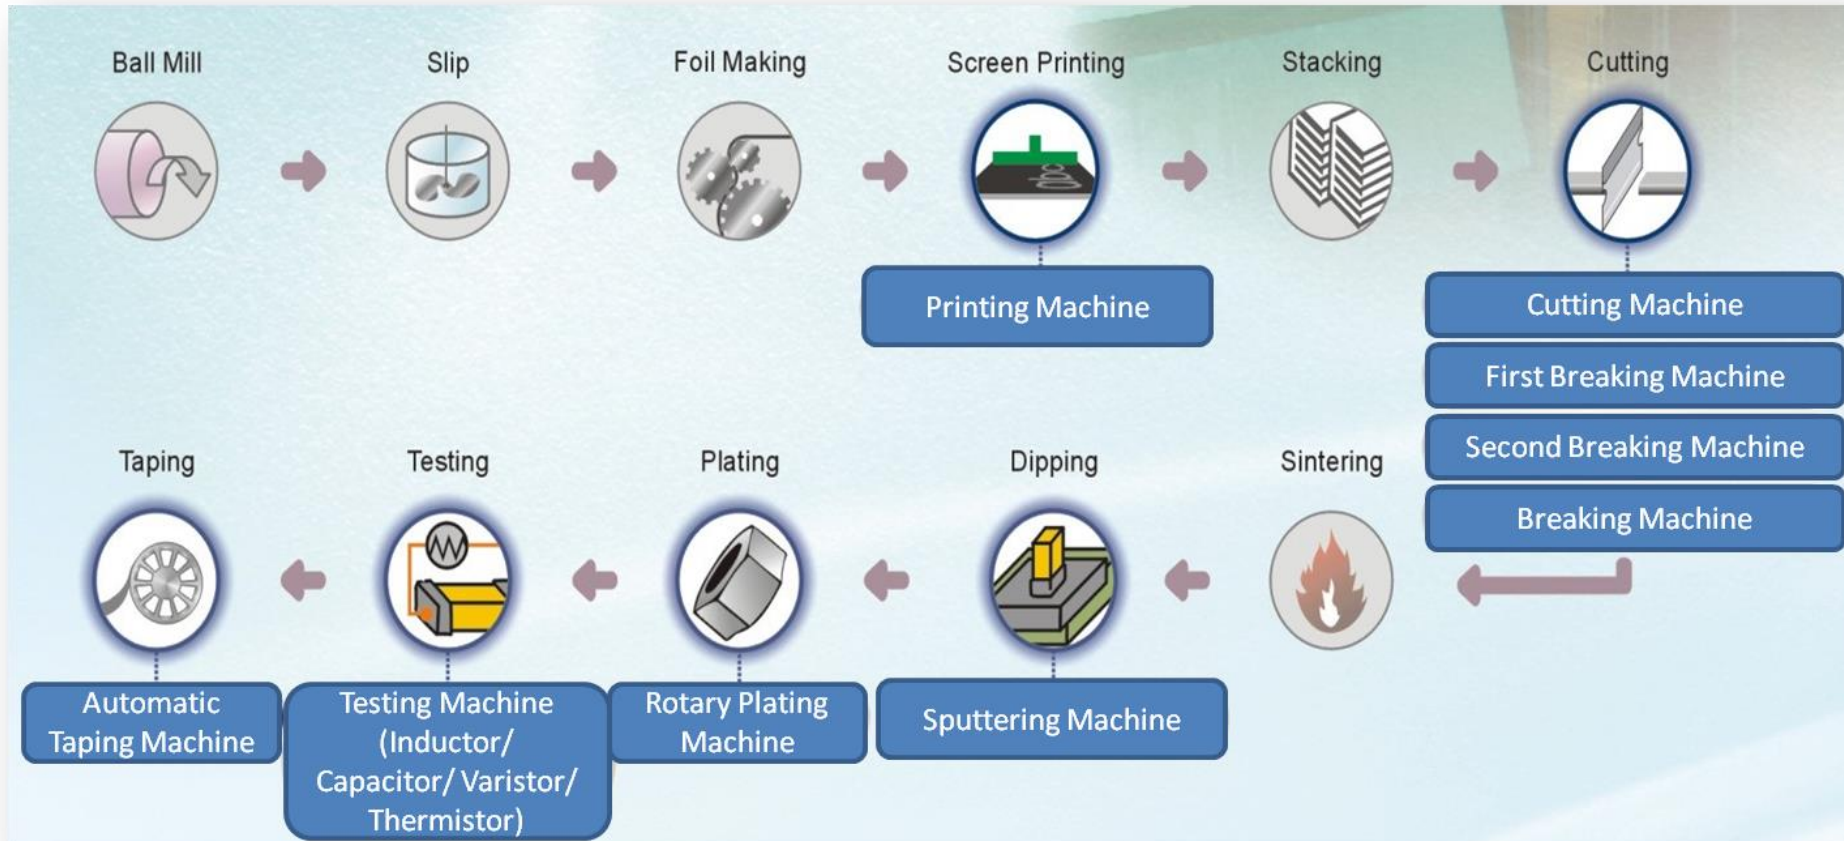 Ball Mill
Slip
Foil Making
Screen Printing
Stacking
Cutting
abc
Printing Machine
Cutting Machine
First Breaking Machine
Second Breaking Machine
Breaking Machine
Taping
Testing
Plating
Dipping
Sintering
Automatic
Taping Machine
Testing Machine
(Inductor/
Capacitor/ Varistor/
Thermistor)
Rotary Plating
Machine
Sputtering Machine